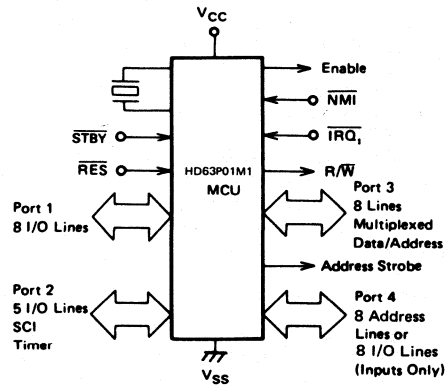 VCC
Enable
NMI
STBY
IRQ1
RES
HD63P01M1
MCU
R/W
Port 1
8 I/O Lines
Port 3
8 Lines
Multiplexed
Data/Address
Address Strobe
Port 2
5 I/O Lines
SCI
Timer
Port 4
8 Address
Lines or
8 I/O Lines
(Inputs Only)
VSS